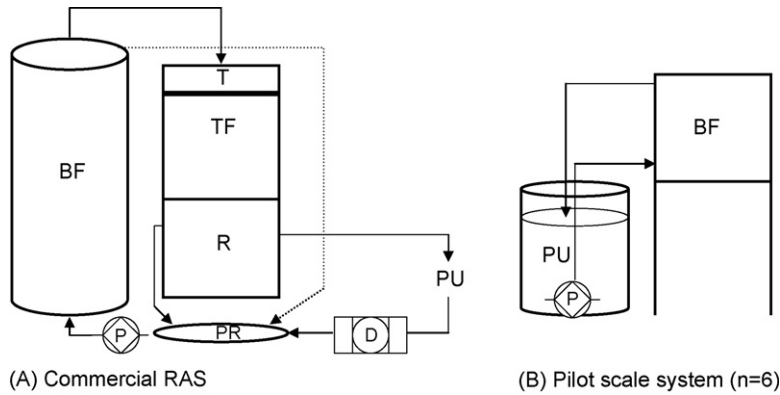 T
TF
BF
R
PU
P
PR
D
(A) Commercial RAS
BF
PU
P
(B) Pilot scale system (n=6)